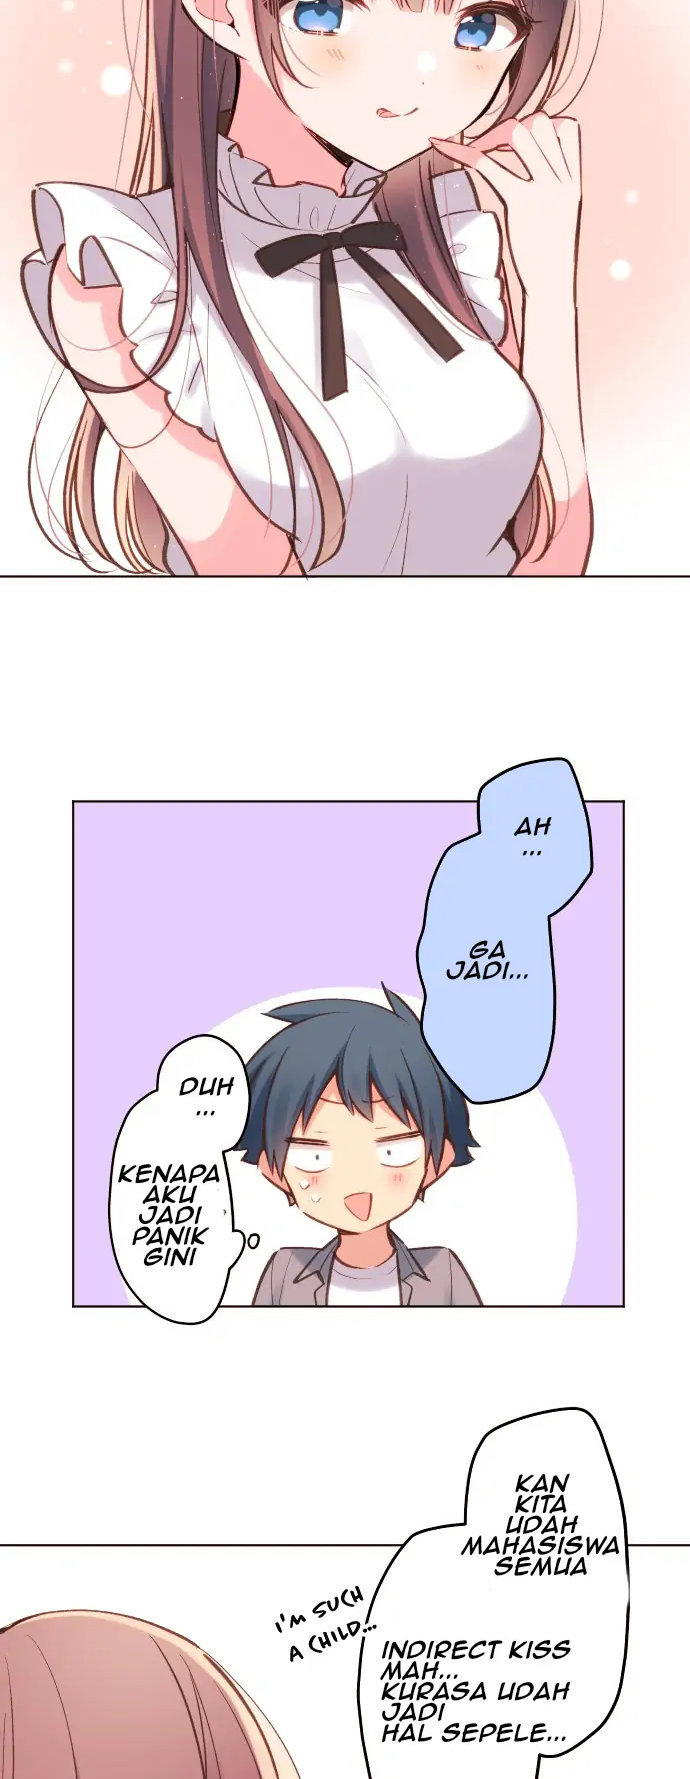 AH
...
GA
JADI...
DUH
...
KENAPA
AKU
JADI
PANIK
GINI
KAN
KITA
UDAH
MAHASISWA
SEMUA
I'M SUCH
A CHILD...
INDIRECT KISS
MAH...
KURASA UDAH
JADI
HAL SEPELE...